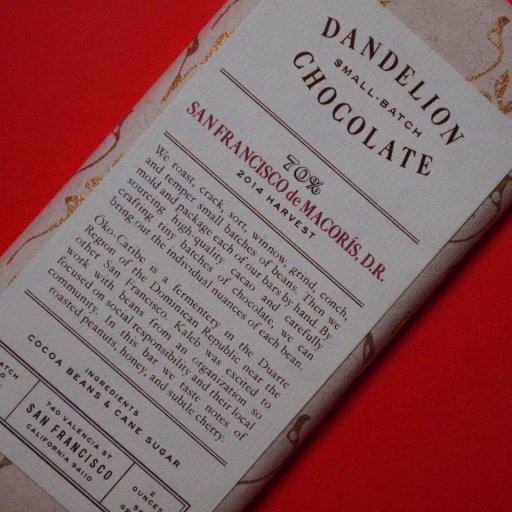 DANDELION
SMALL-BATCH
CHOCOLATE
70%
SAN FRANCISCO de MACORÍS, D.R.
2014 HARVEST
We roast, crack, sort, winnow, grind, conch,
and temper small batches of beans. Then we
mold and package each of our bars by hand. By
sourcing high-quality cacao and carefully
crafting tiny batches of chocolate, we can
bring out the individual nuances of each bean.
Öko-Caribe is a fermentery in the Duarte
Region of the Dominican Republic near the
other San Francisco. Kaleb was excited to
work with beans from an organization so
focused on social responsibility and their local
community. In this bar we taste notes of
roasted peanuts, honey, and subtle cherry.
INGREDIENTS
COCOA BEANS & CANE SUGAR
740 VALENCIA ST
SAN FRANCISCO
CALIFORNIA 94110
2
OUNCES